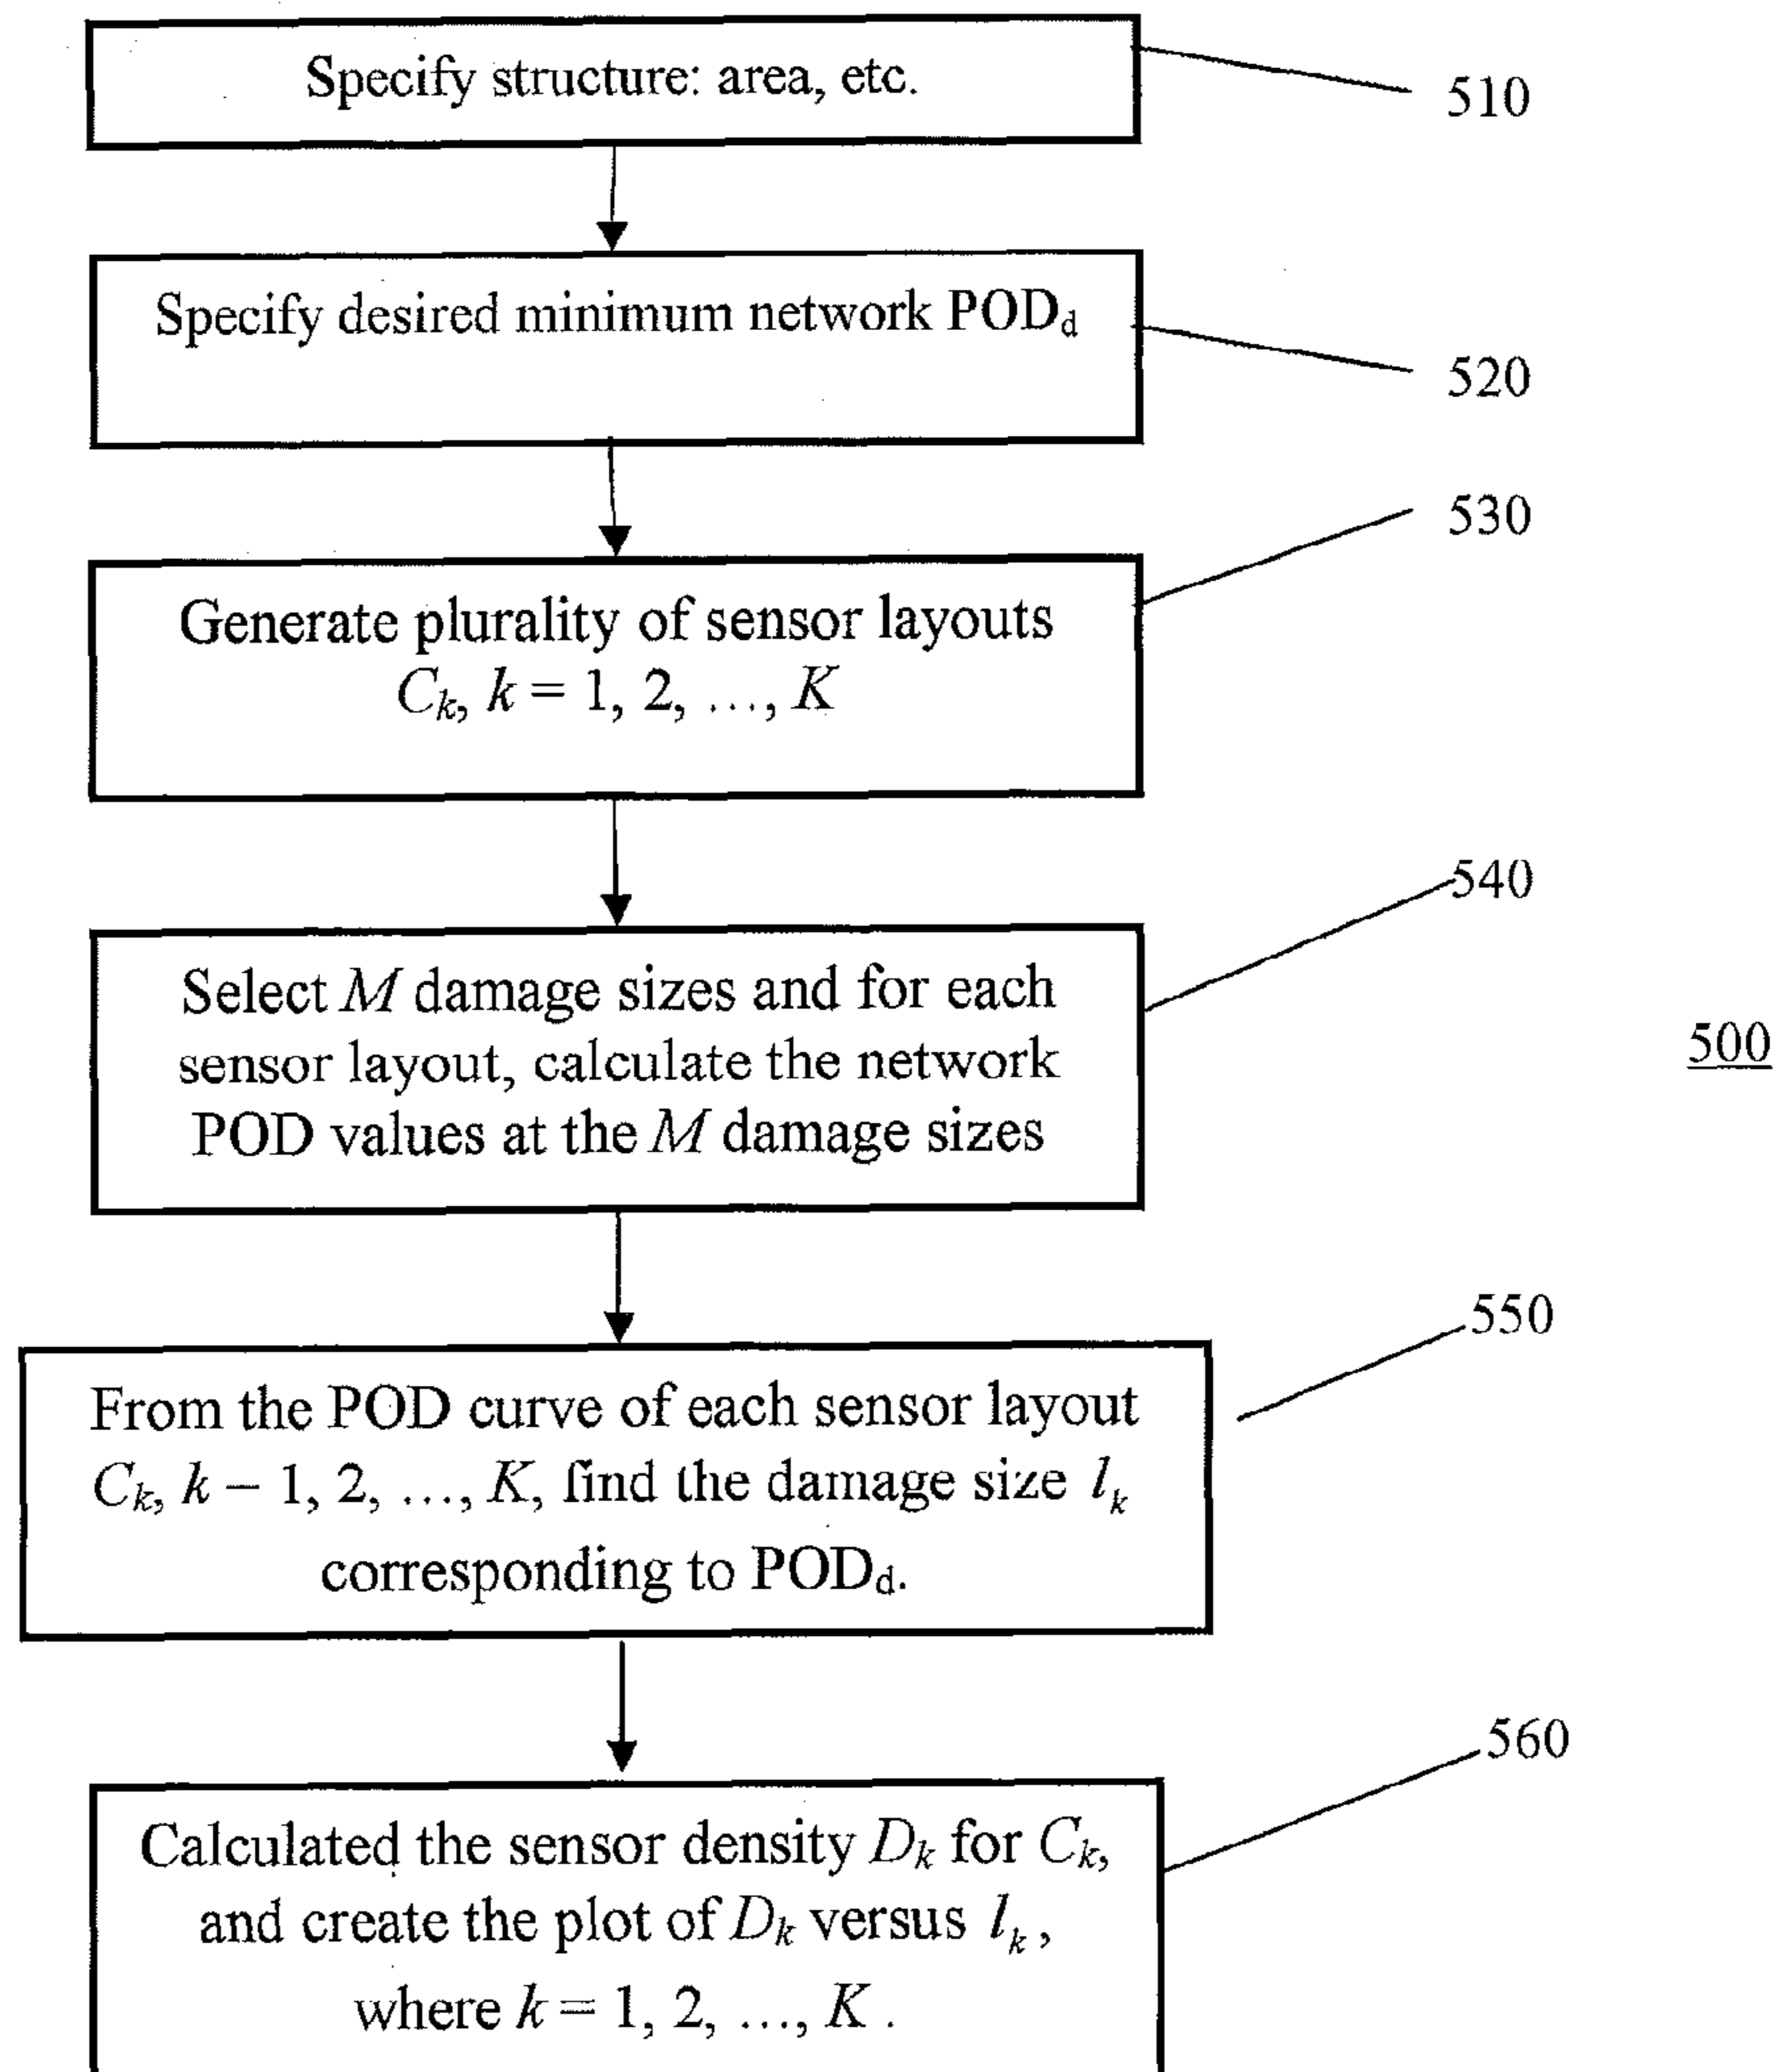 Specify structure: area, etc.
510
Specify desired minimum network PODd
520
530
Generate plurality of sensor layouts
Ck, k = 1, 2, ..., K
540
Select M damage sizes and for each
sensor layout, calculate the network
POD values at the M damage sizes
500
550
From the POD curve of each sensor layout
Ck, k – 1, 2, ..., K, find the damage size lk
corresponding to PODd.
560
Calculated the sensor density Dk for Ck,
and create the plot of Dk versus lk,
where k = 1, 2, ..., K .